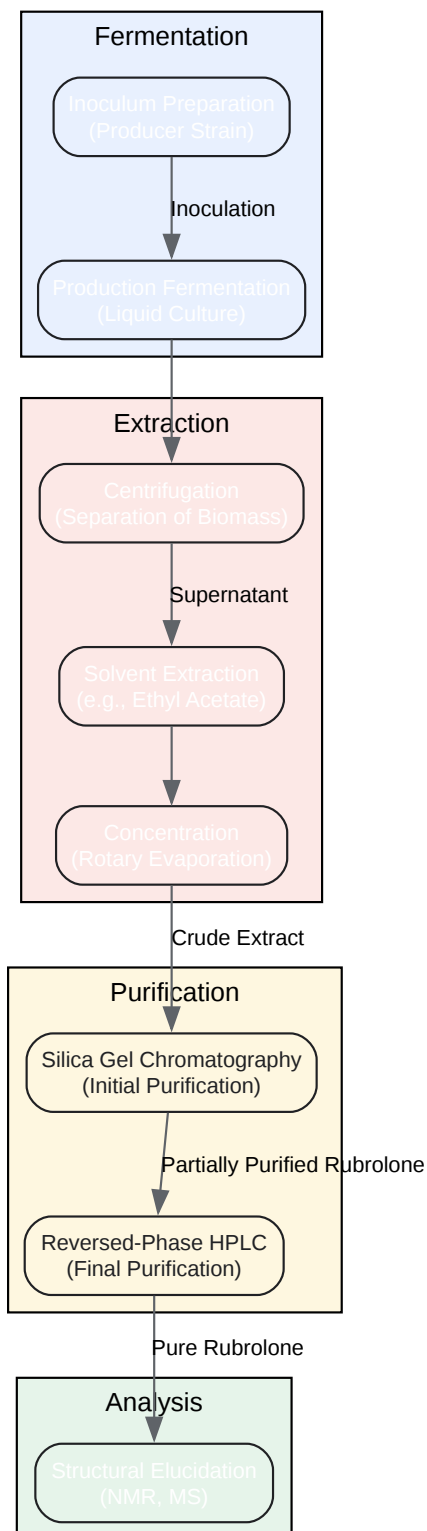 Fermentation
Inoculum Preparation
(Producer Strain)
Inoculation
Production Fermentation
(Liquid Culture)
Extraction
Centrifugation
(Separation of Biomass)
Supernatant
Solvent Extraction
(e.g., Ethyl Acetate)
Concentration
(Rotary Evaporation)
Crude Extract
Purification
Silica Gel Chromatography
(Initial Purification)
Partially Purified Rubrolone
Reversed-Phase HPLC
(Final Purification)
Pure Rubrolone
Analysis
Structural Elucidation
(NMR, MS)